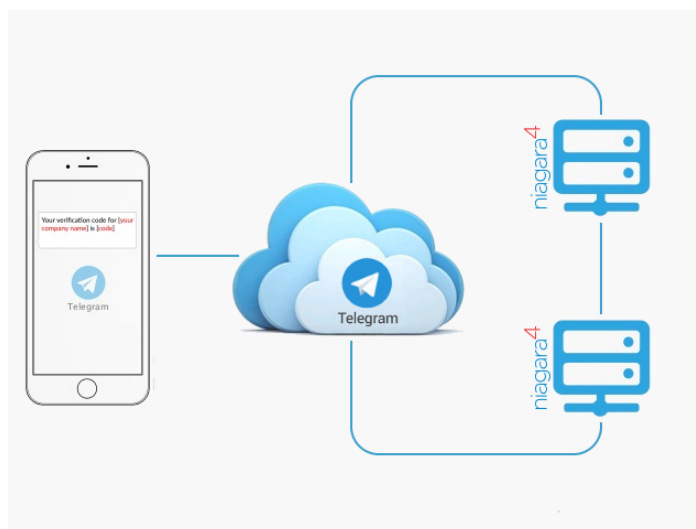 Your verification code for [your
company name] is [code]
Telegram
Telegram
niagara4
niagara4